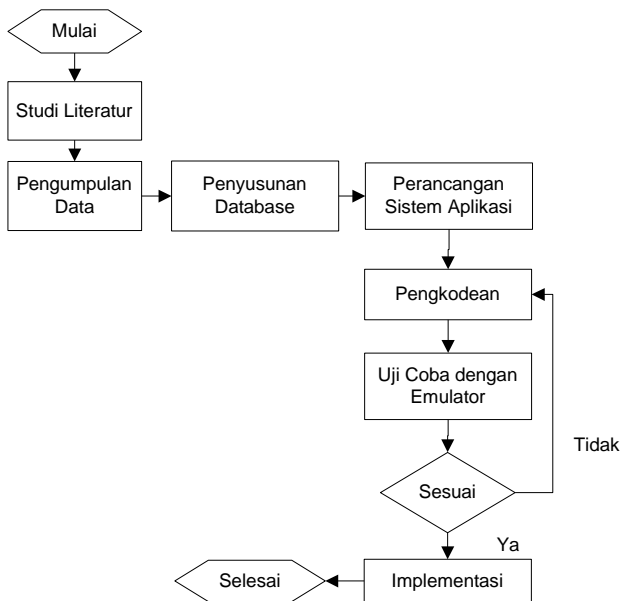 Mulai
Studi Literatur
Pengumpulan
Data
Penyusunan
Database
Perancangan
Sistem Aplikasi
Pengkodean
Uji Coba dengan
Emulator
Tidak
Sesuai
Ya
Selesai
Implementasi